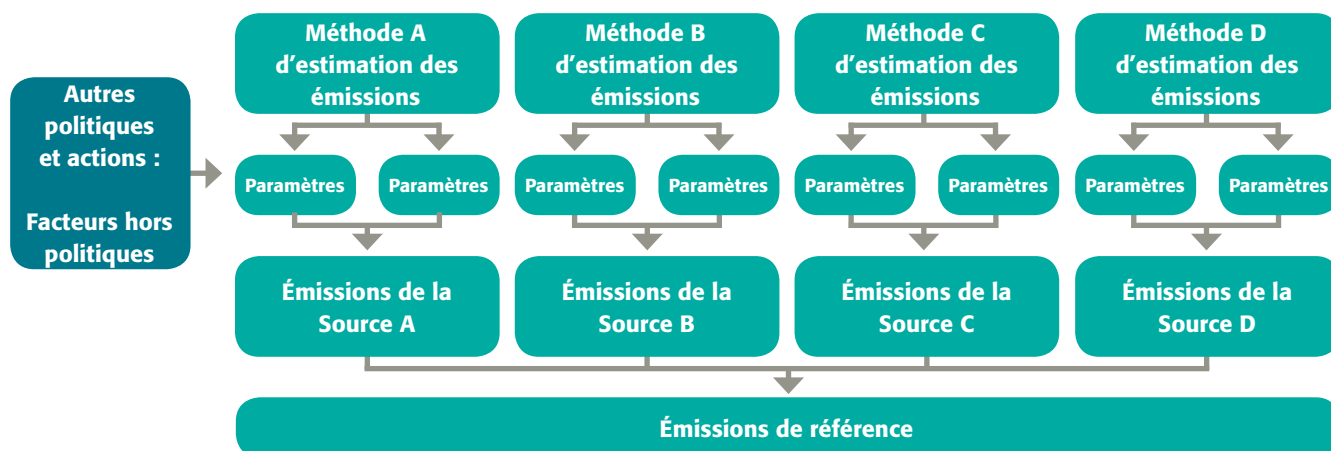 Autres
politiques
et actions :
Facteurs hors
politiques
Méthode A
d’estimation des
émissions
Méthode B
d’estimation des
émissions
Méthode C
d’estimation des
émissions
Méthode D
d’estimation des
émissions
Paramètres
Paramètres
Paramètres
Paramètres
Paramètres
Paramètres
Paramètres
Paramètres
Émissions de la
Source A
Émissions de la
Source B
Émissions de la
Source C
Émissions de la
Source D
Émissions de référence